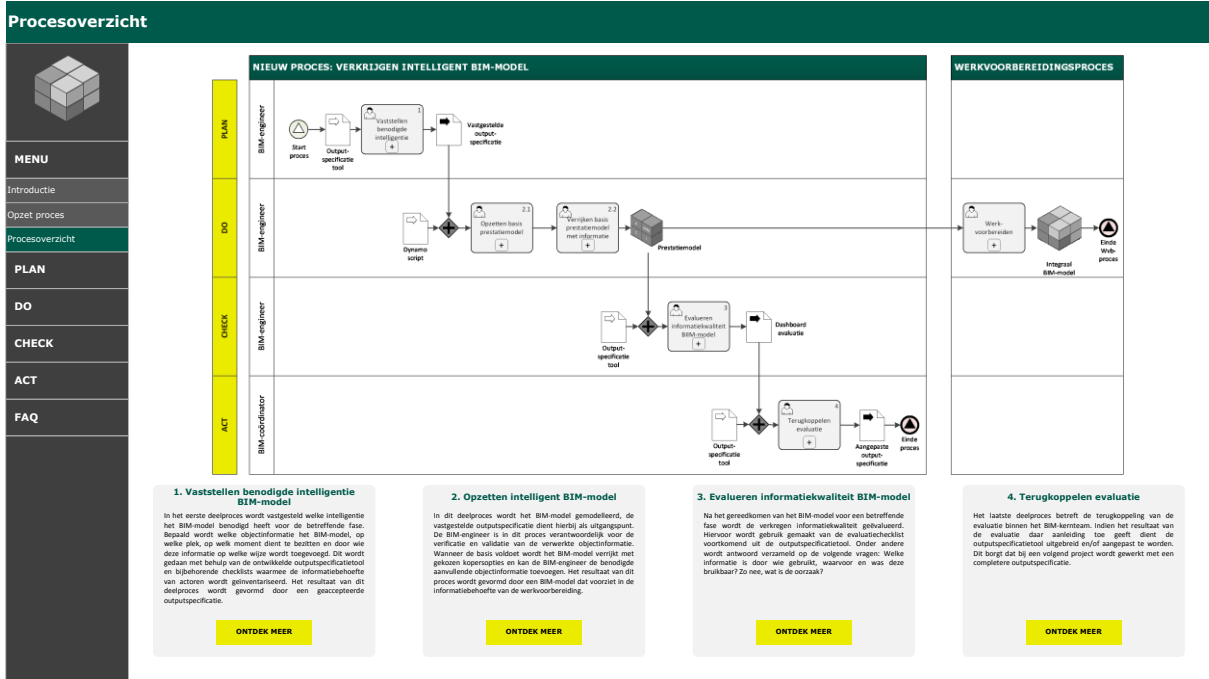 Procesoverzicht
MENU
Introductie
Opzet proces
Procesoverzicht
PLAN
DO
CHECK
ACT
FAQ
NIEUW PROCES: VERKRIJGEN INTELLIGENT BIM-MODEL
WERKVOORBEREIDINGSPROCES
PLAN
BIM-engineer
Start
proces
Output-
specificatie
tool
1
Vaststellen
benodigde
intelligentie
Vastgestelde
output-
specificatie
DO
BIM-engineer
Dynamo
script
2.1
Opzetten basis
prestatiemodel
2.2
Verrijken basis
prestatiemodel
met informatie
Prestatiemodel
Werk-
voorbereiden
Integraal
BIM-model
Einde
Wvb-
proces
CHECK
BIM-engineer
Output-
specificatie
tool
3
Evalueren
informatiekwaliteit
BIM-model
Dashboard
evaluatie
ACT
BIM-coördinator
Output-
specificatie
tool
4
Terugkoppelen
evaluatie
Aangepaste
output-
specificatie
Einde
proces
1. Vaststellen benodigde intelligentie
BIM-model
In het eerste deelproces wordt vastgesteld welke intelligentie
het BIM-model benodigd heeft voor de betreffende fase.
Bepaald wordt welke objectinformatie het BIM-model, op
welke plek, op welk moment dient te bezitten en door wie
deze informatie op welke wijze wordt toegevoegd. Dit wordt
gedaan met behulp van de ontwikkelde outputspecificatietool
en bijbehorende checklists waarmee de informatiebehoefte
van actoren wordt geïnventariseerd. Het resultaat van dit
deelproces wordt gevormd door een geaccepteerde
outputspecificatie.
ONTDEK MEER
2. Opzetten intelligent BIM-model
In dit deelproces wordt het BIM-model gemodelleerd, de
vastgestelde outputspecificatie dient hierbij als uitgangspunt.
De BIM-engineer is in dit proces verantwoordelijk voor de
verificatie en validatie van de verwerkte objectinformatie.
Wanneer de basis voldoet wordt het BIM-model verrijkt met
gekozen kopersopties en kan de BIM-engineer de benodigde
aanvullende objectinformatie toevoegen. Het resultaat van dit
proces wordt gevormd door een BIM-model dat voorziet in de
informatiebehoefte van de werkvoorbereiding.
ONTDEK MEER
3. Evalueren informatiekwaliteit BIM-model
Na het gereedkomen van het BIM-model voor een betreffende
fase wordt de verkregen informatiekwaliteit geëvalueerd.
Hiervoor wordt gebruik gemaakt van de evaluatiechecklist
voortkomend uit de outputspecificatietool. Onder andere
wordt antwoord verzameld op de volgende vragen: Welke
informatie is door wie gebruikt, waarvoor en was deze
bruikbaar? Zo nee, wat is de oorzaak?
ONTDEK MEER
4. Terugkoppelen evaluatie
Het laatste deelproces betreft de terugkoppeling van de
evaluatie binnen het BIM-kernteam. Indien het resultaat van
de evaluatie daar aanleiding toe geeft dient de
outputspecificatietool uitgebreid en/of aangepast te worden.
Dit borgt dat bij een volgend project wordt gewerkt met een
completere outputspecificatie.
ONTDEK MEER